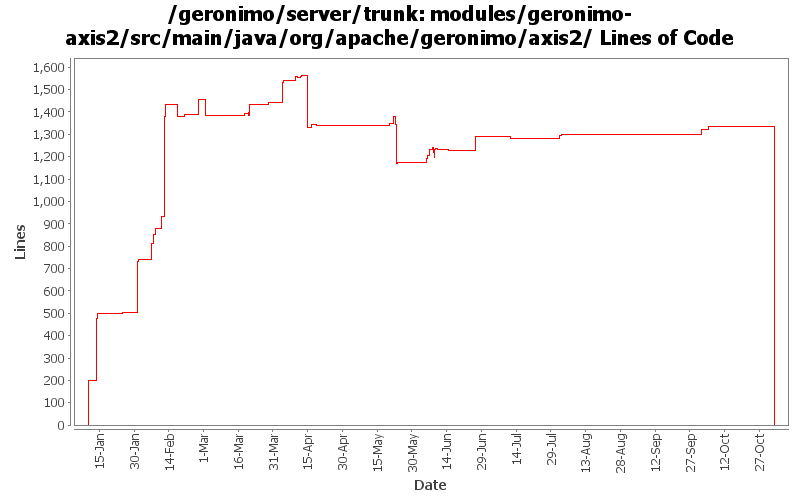 /geronimo/server/trunk: modules/geronimo-
axis2/src/main/java/org/apache/geronimo/axis2/ Lines of Code
1,600
1,500
1,400
1,300
1,200
1,100
1,000
900
800
700
600
500
400
300
200
100
0
Lines
15-Jan
30-Jan
14-Feb
1-Mar
16-Mar
31-Mar
15-Apr
30-Apr
15-May
30-May
14-Jun
29-Jun
14-Jul
29-Jul
13-Aug
28-Aug
12-Sep
27-Sep
12-Oct
27-Oct
Date